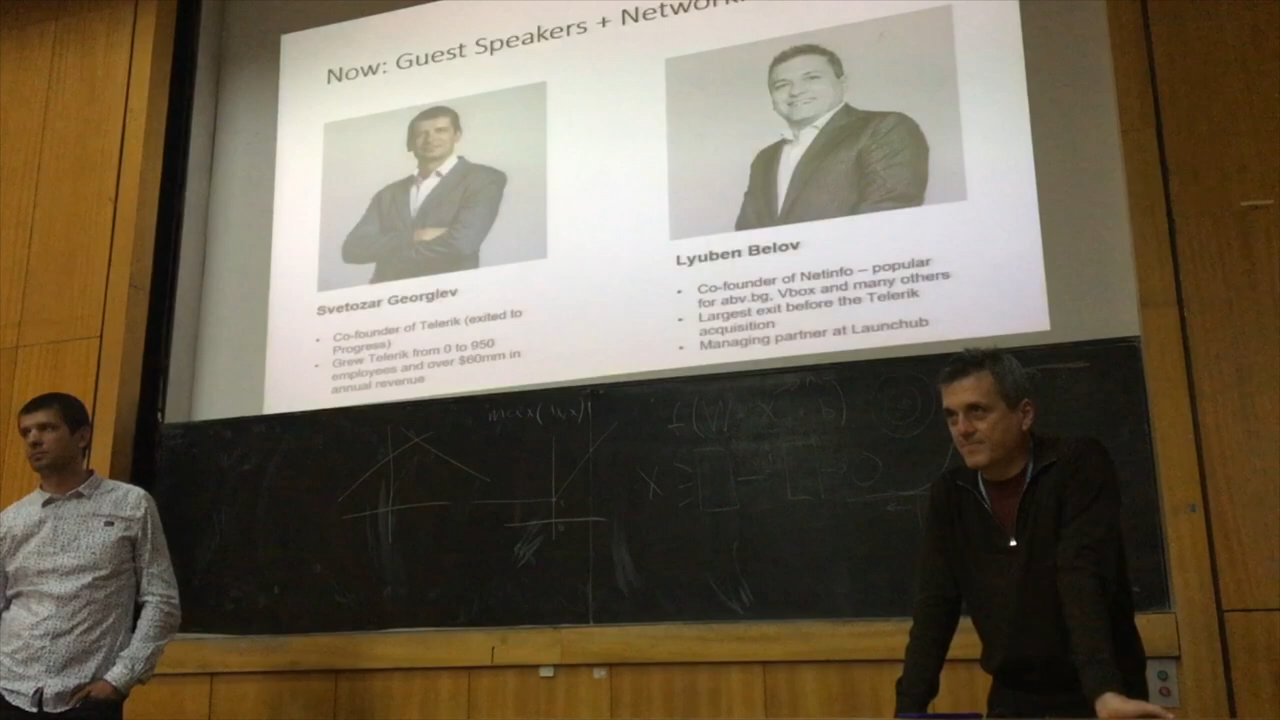 Now: Guest Speakers +
Svetozar Georgiev
• Co-founder of Telerik (exited to
Progress)
• Grew Telerik from 0 to 950
employees and over $60mm in
annual revenue
Lyuben Belov
• Co-founder of Netinfo – popular
for abv.bg, Vbox and many others
• Largest exit before the Telerik
acquisition
• Managing partner at Launchub
X